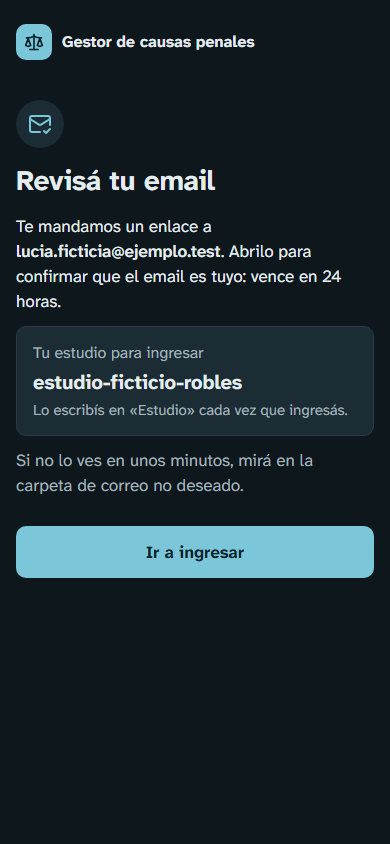 Gestor de causas penales
Revisá tu email
Te mandamos un enlace a
lucia.ficticia@ejemplo.test. Abrilo para
confirmar que el email es tuyo: vence en 24
horas.
Tu estudio para ingresar
estudio-ficticio-robles
Lo escribís en «Estudio» cada vez que ingresás.
Si no lo ves en unos minutos, mirá en la
carpeta de correo no deseado.
Ir a ingresar